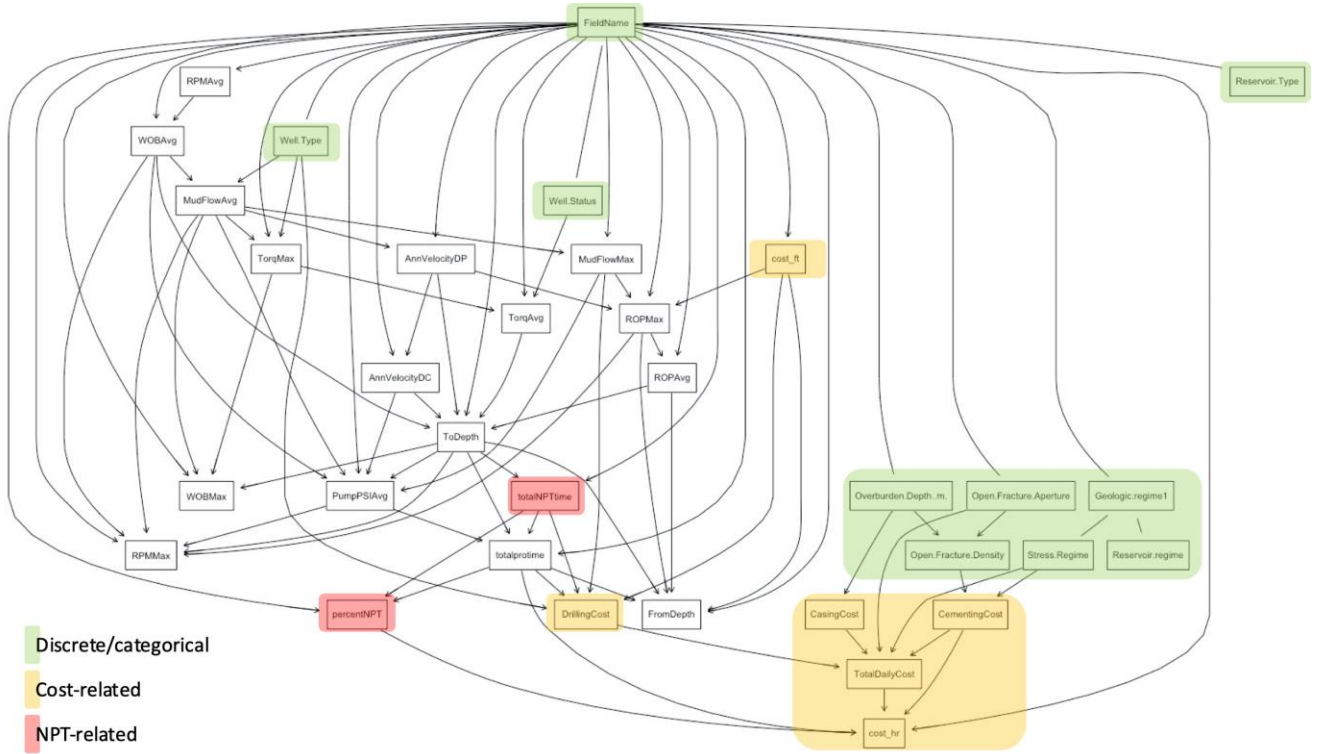 FieldName
RPMAvg
Reservoir.Type
WOBAvg
Well.Type
MudFlowAvg
Well.Status
TorqMax
AnnVelocityDP
MudFlowMax
cost_ft
TorqAvg
ROPMax
AnnVelocityDC
ROPAvg
ToDepth
WOBMax
PumpPSIAvg
totalNPTtime
Overburden.Depth..m.
Open.Fracture.Aperture
Geologic.regime1
RPMMax
totalprotime
Open.Fracture.Density
Stress.Regime
Reservoir.regime
percentNPT
DrillingCost
FromDepth
CasingCost
CementingCost
Discrete/categorical
TotalDailyCost
Cost-related
NPT-related
cost_hr